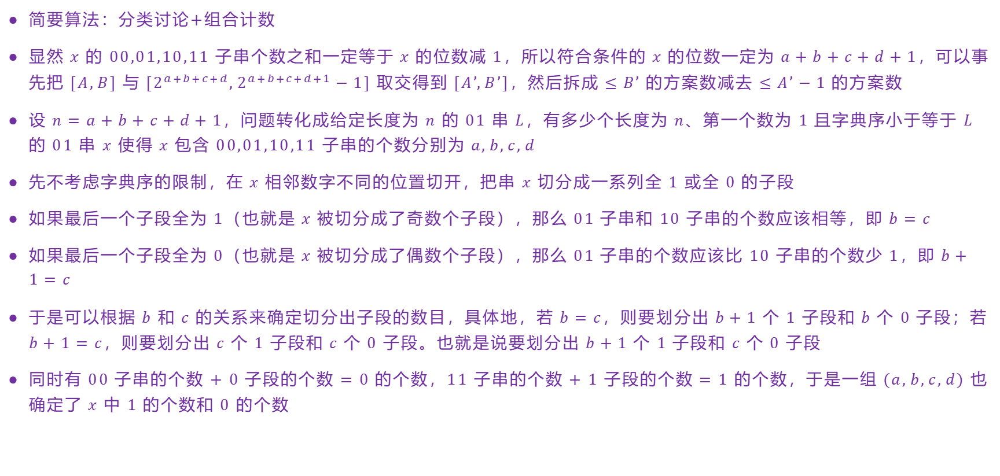 ● 简要算法：分类讨论+组合计数
● 显然 x 的 00,01,10,11 子串个数之和一定等于 x 的位数减 1，所以符合条件的 x 的位数一定为 a + b + c + d + 1，可以事
先把 [A, B] 与 [2^{a+b+c+d}, 2^{a+b+c+d+1} − 1] 取交得到 [A’, B’]，然后拆成 ≤ B’ 的方案数减去 ≤ A’ − 1 的方案数
● 设 n = a + b + c + d + 1，问题转化成给定长度为 n 的 01 串 L，有多少个长度为 n、第一个数为 1 且字典序小于等于 L
的 01 串 x 使得 x 包含 00,01,10,11 子串的个数分别为 a, b, c, d
● 先不考虑字典序的限制，在 x 相邻数字不同的位置切开，把串 x 切分成一系列全 1 或全 0 的子段
● 如果最后一个子段全为 1（也就是 x 被切分成了奇数个子段），那么 01 子串和 10 子串的个数应该相等，即 b = c
● 如果最后一个子段全为 0（也就是 x 被切分成了偶数个子段），那么 01 子串的个数应该比 10 子串的个数少 1，即 b +
1 = c
● 于是可以根据 b 和 c 的关系来确定切分出子段的数目，具体地，若 b = c，则要划分出 b + 1 个 1 子段和 b 个 0 子段；若
b + 1 = c，则要划分出 c 个 1 子段和 c 个 0 子段。也就是说要划分出 b + 1 个 1 子段和 c 个 0 子段
● 同时有 00 子串的个数 + 0 子段的个数 = 0 的个数，11 子串的个数 + 1 子段的个数 = 1 的个数，于是一组 (a, b, c, d) 也
确定了 x 中 1 的个数和 0 的个数